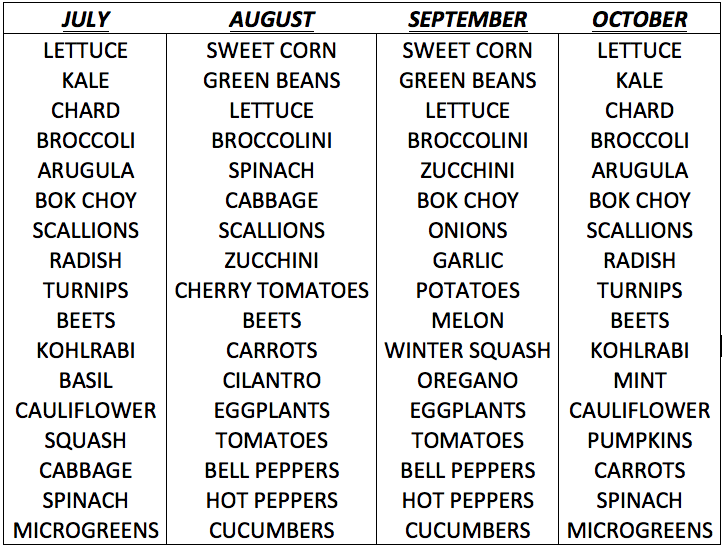 JULY AUGUST SEPTEMBER OCTOBER
LETTUCE SWEET CORN SWEET CORN LETTUCE
KALE GREEN BEANS GREEN BEANS KALE
CHARD LETTUCE LETTUCE CHARD
BROCCOLI BROCCOLINI BROCCOLINI BROCCOLI
ARUGULA SPINACH ZUCCHINI ARUGULA
BOK CHOY CABBAGE BOK CHOY BOK CHOY
SCALLIONS SCALLIONS ONIONS SCALLIONS
RADISH ZUCCHINI GARLIC RADISH
TURNIPS CHERRY TOMATOES POTATOES TURNIPS
BEETS BEETS MELON BEETS
KOHLRABI CARROTS WINTER SQUASH KOHLRABI
BASIL CILANTRO OREGANO MINT
CAULIFLOWER EGGPLANTS EGGPLANTS CAULIFLOWER
SQUASH TOMATOES TOMATOES PUMPKINS
CABBAGE BELL PEPPERS BELL PEPPERS CARROTS
SPINACH HOT PEPPERS HOT PEPPERS SPINACH
MICROGREENS CUCUMBERS CUCUMBERS MICROGREENS